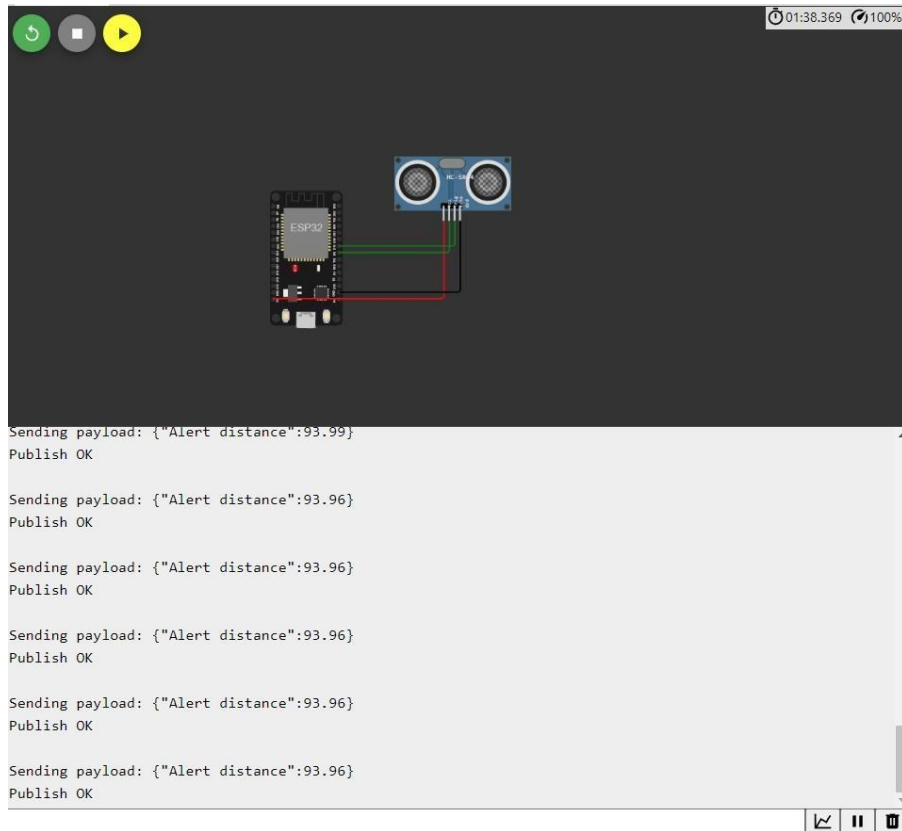 01:38.369 100%
HC-SR04
ESP32
Sending payload: {"Alert distance":93.99}
Publish OK
Sending payload: {"Alert distance":93.96}
Publish OK
Sending payload: {"Alert distance":93.96}
Publish OK
Sending payload: {"Alert distance":93.96}
Publish OK
Sending payload: {"Alert distance":93.96}
Publish OK
Sending payload: {"Alert distance":93.96}
Publish OK